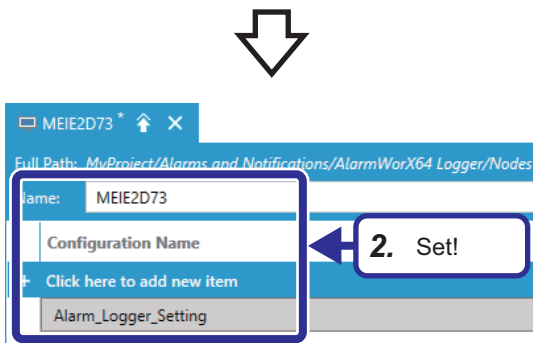 MEIE2D73*
Full Path: MyProject/Alarms and Notifications/AlarmWorX64 Logger/Nodes
Name: MEIE2D73
Configuration Name
2. Set!
+ Click here to add new item
Alarm_Logger_Setting